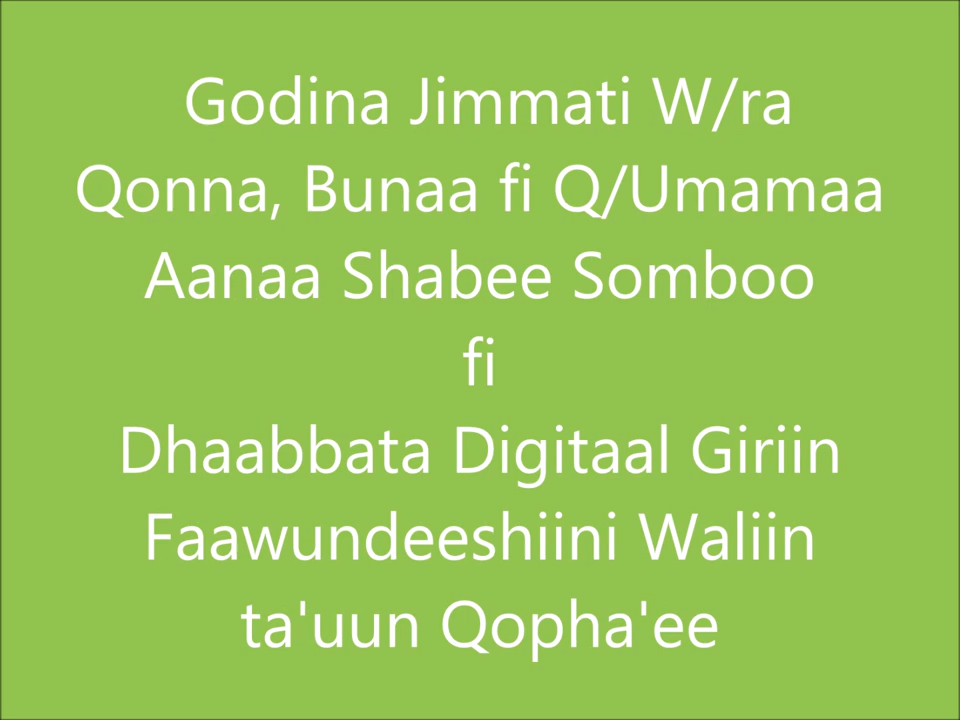 Godina Jimmati W/ra
Qonna, Bunaa fi Q/Umamaa
Aanaa Shabee Somboo
fi
Dhaabbata Digitaal Giriin
Faawundeeshiini Waliin
ta'uun Qopha'ee